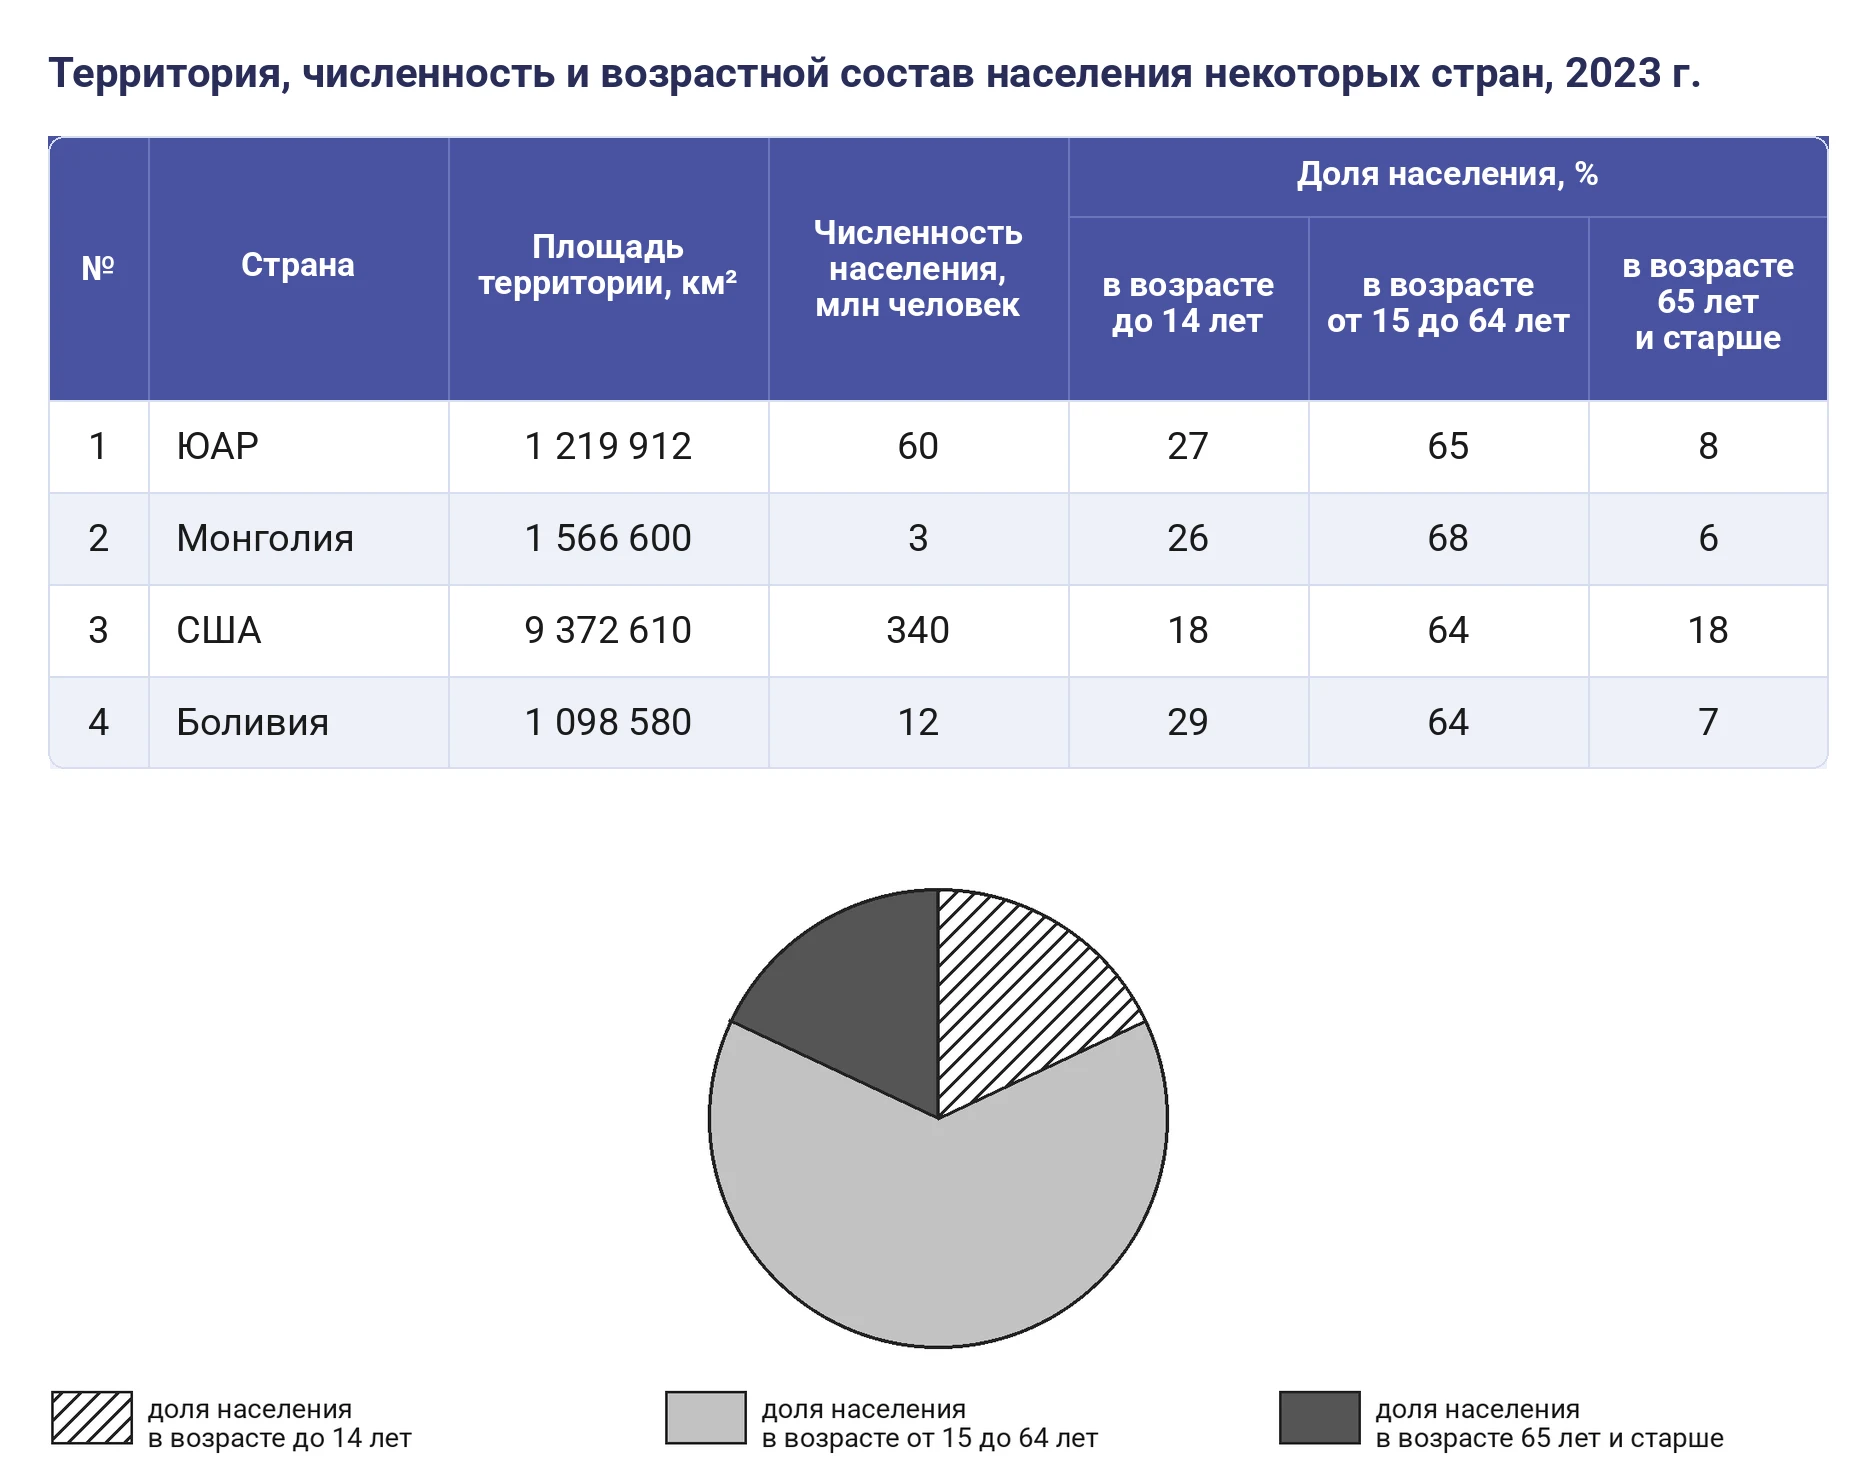 Территория, численность и возрастной состав населения некоторых стран, 2023 г.
№
Страна
Площадь
территории, км²
Численность
населения,
млн человек
Доля населения, %
в возрасте
до 14 лет
в возрасте
от 15 до 64 лет
в возрасте
65 лет
и старше
1 ЮАР 1 219 912 60 27 65 8
2 Монголия 1 566 600 3 26 68 6
3 США 9 372 610 340 18 64 18
4 Боливия 1 098 580 12 29 64 7
доля населения
в возрасте до 14 лет
доля населения
в возрасте от 15 до 64 лет
доля населения
в возрасте 65 лет и старше